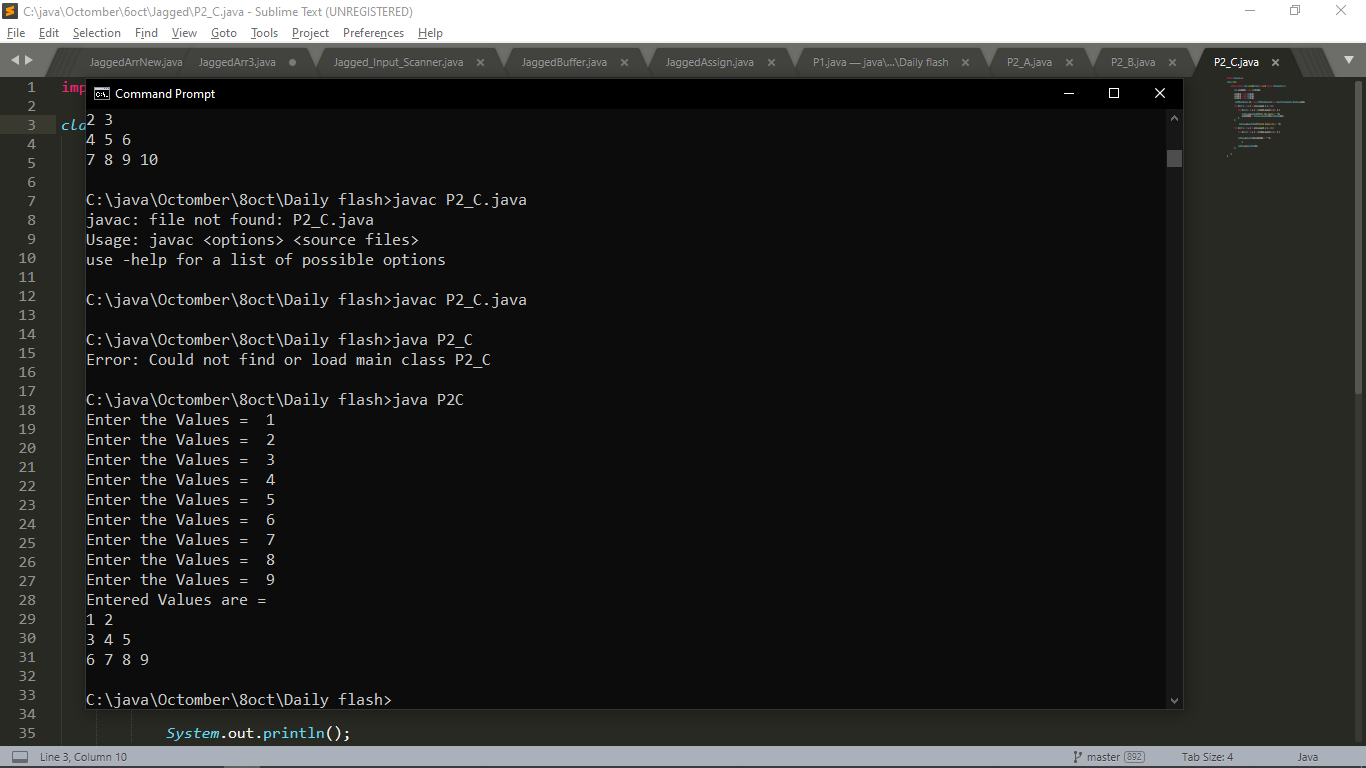 C:\java\Octomber\6oct\Jagged\P2_C.java - Sublime Text (UNREGISTERED)
File Edit Selection Find View Goto Tools Project Preferences Help
JaggedArrNew.java JaggedArr3.java Jagged_Input_Scanner.java JaggedBuffer.java JaggedAssign.java P1.java — java\...\Daily flash P2_A.java P2_B.java P2_C.java
1 imp
Command Prompt
2
3 cla
4
5
6
7
8
9
10
11
12
13
14
15
16
17
18
19
20
21
22
23
24
25
26
27
28
29
30
31
32
33
34
35 System.out.println();
2 3
4 5 6
7 8 9 10
C:\java\Octomber\8oct\Daily flash>javac P2_C.java
javac: file not found: P2_C.java
Usage: javac <options> <source files>
use -help for a list of possible options
C:\java\Octomber\8oct\Daily flash>javac P2_C.java
C:\java\Octomber\8oct\Daily flash>java P2_C
Error: Could not find or load main class P2_C
C:\java\Octomber\8oct\Daily flash>java P2C
Enter the Values =  1
Enter the Values =  2
Enter the Values =  3
Enter the Values =  4
Enter the Values =  5
Enter the Values =  6
Enter the Values =  7
Enter the Values =  8
Enter the Values =  9
Entered Values are =
1 2
3 4 5
6 7 8 9
C:\java\Octomber\8oct\Daily flash>
Line 3, Column 10 master 892 Tab Size: 4 Java